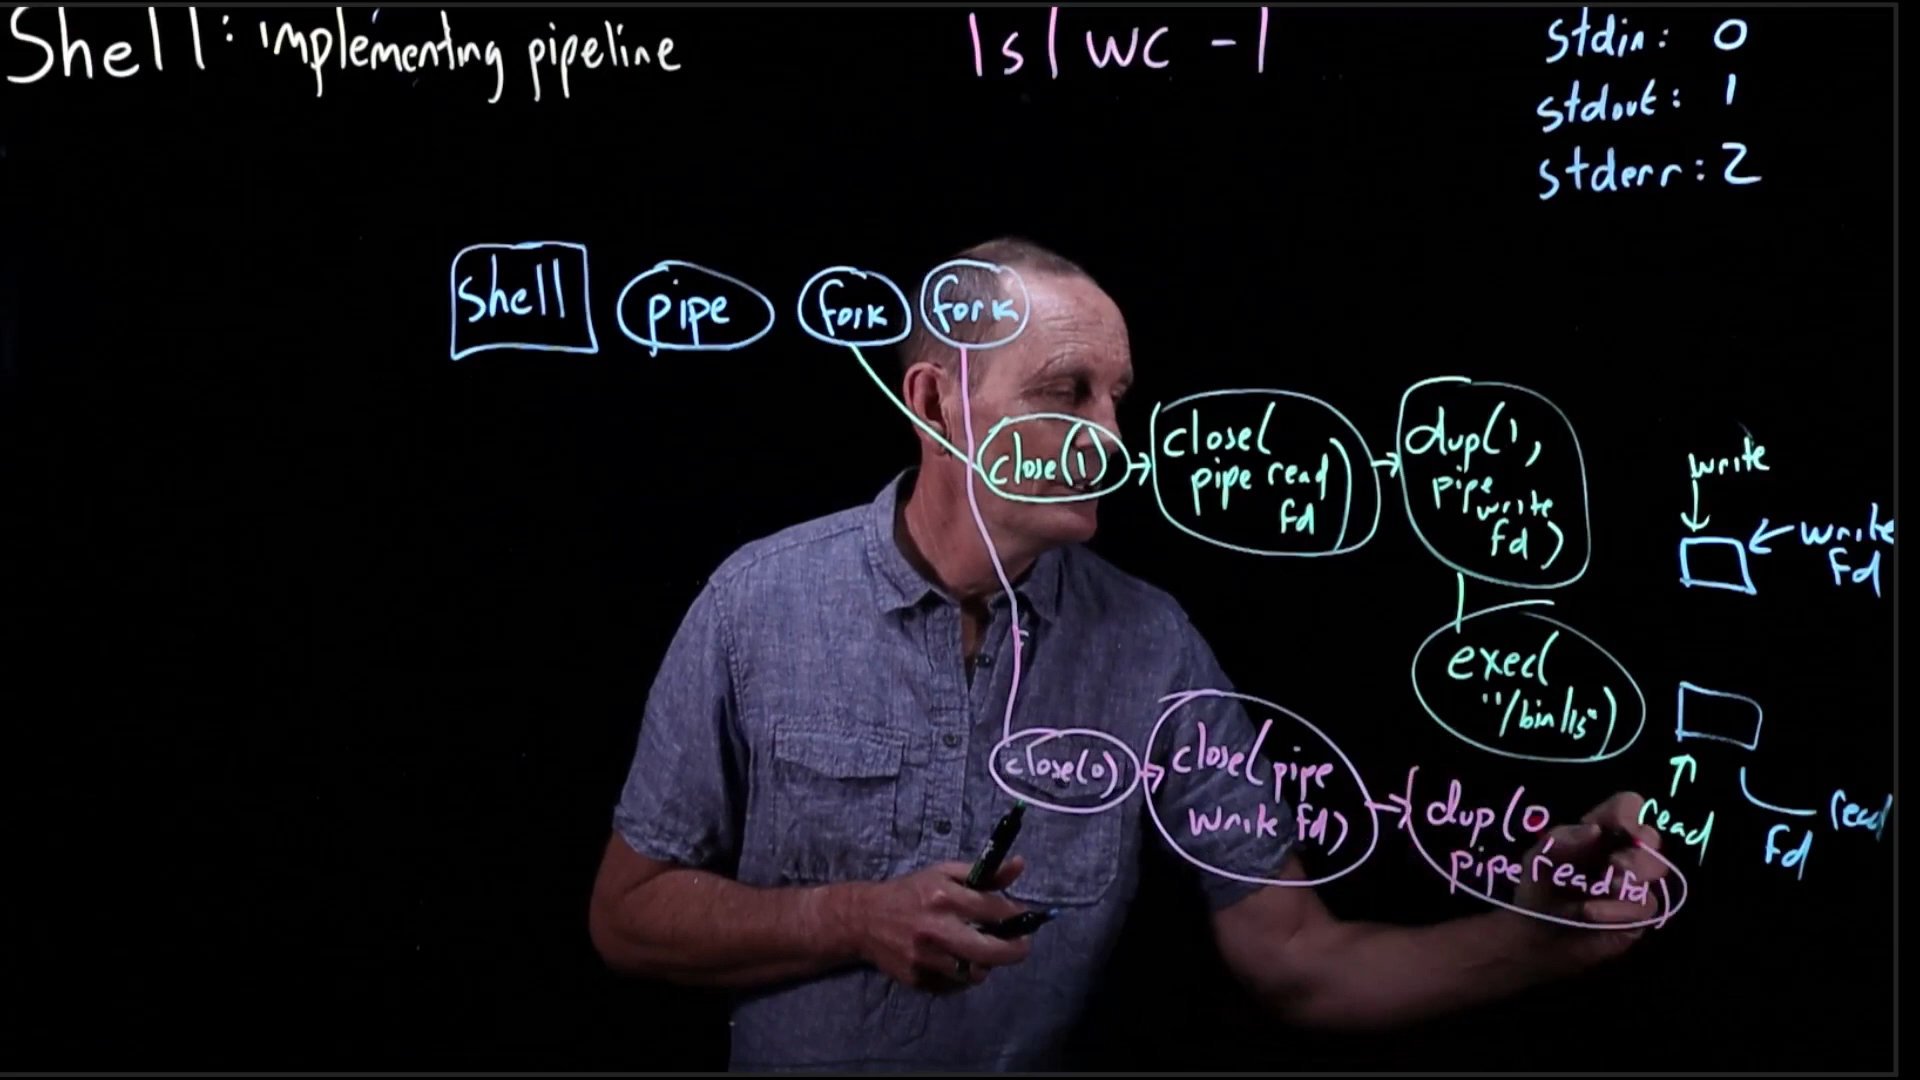 Shell: implementing pipeline
ls | wc -l
stdin: 0
stdout: 1
stderr: 2
shell
pipe
fork
fork
close(1)
close(
pipe read
fd)
dup(1,
pipe
write
fd)
exec(
"/bin/ls")
write
write
fd
close(0)
close(pipe
write fd)
dup(0,
pipe read fd)
read
read
fd